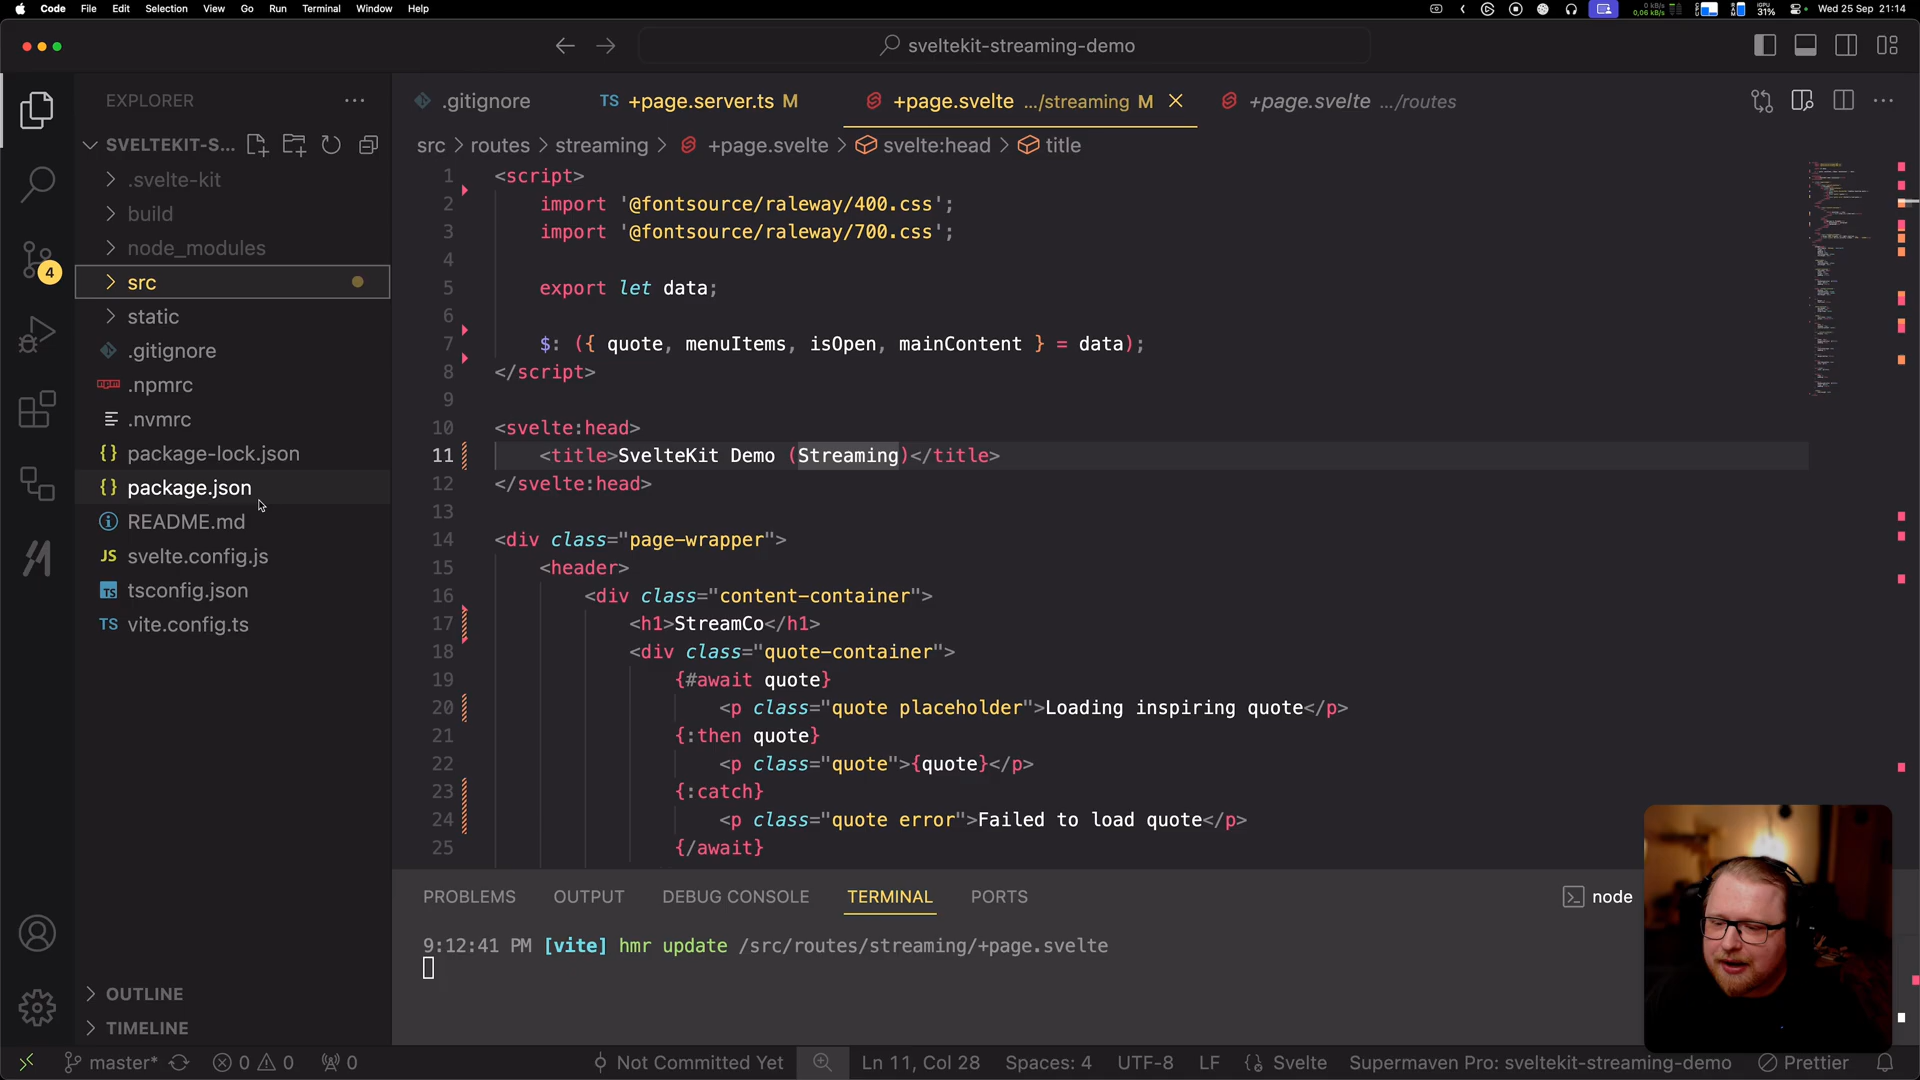 Code File Edit Selection View Go Run Terminal Window Help
31% Wed 25 Sep 21:14
sveltekit-streaming-demo
EXPLORER
SVELTEKIT-S...
.svelte-kit
build
node_modules
src
static
.gitignore
.npmrc
.nvmrc
package-lock.json
package.json
README.md
svelte.config.js
tsconfig.json
vite.config.ts
OUTLINE
TIMELINE
4
.gitignore
TS +page.server.ts M
+page.svelte .../streaming M
+page.svelte .../routes
src > routes > streaming > +page.svelte > svelte:head > title
1 <script>
2 import '@fontsource/raleway/400.css';
3 import '@fontsource/raleway/700.css';
4
5 export let data;
6
7 $: ({ quote, menuItems, isOpen, mainContent } = data);
8 </script>
9
10 <svelte:head>
11 <title>SvelteKit Demo (Streaming)</title>
12 </svelte:head>
13
14 <div class="page-wrapper">
15 <header>
16 <div class="content-container">
17 <h1>StreamCo</h1>
18 <div class="quote-container">
19 {#await quote}
20 <p class="quote placeholder">Loading inspiring quote</p>
21 {:then quote}
22 <p class="quote">{quote}</p>
23 {:catch}
24 <p class="quote error">Failed to load quote</p>
25 {/await}
PROBLEMS OUTPUT DEBUG CONSOLE TERMINAL PORTS
node
9:12:41 PM [vite] hmr update /src/routes/streaming/+page.svelte
master* 0 0 0 Not Committed Yet Ln 11, Col 28 Spaces: 4 UTF-8 LF Svelte Supermaven Pro: sveltekit-streaming-demo Prettier